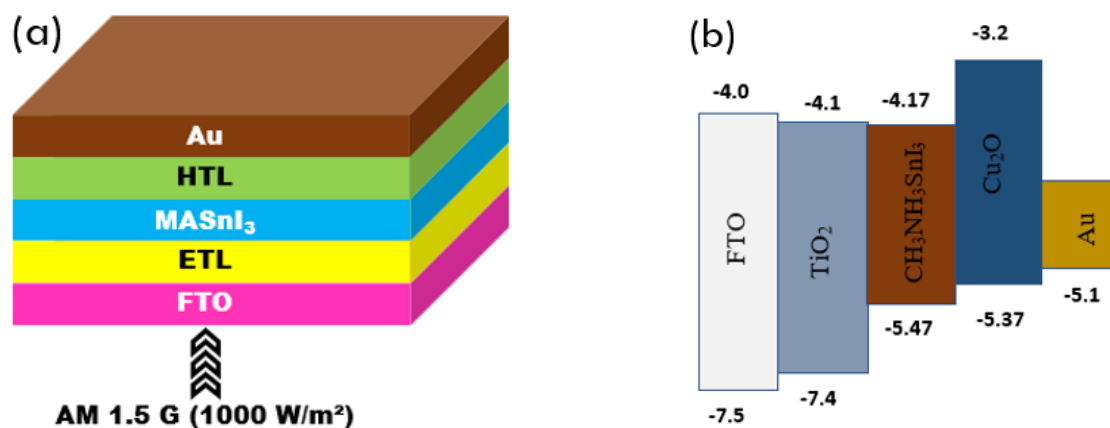 (a)
Au
HTL
MASnI₃
ETL
FTO
AM 1.5 G (1000 W/m²)
(b)
-4.0
-4.1
-4.17
-3.2
FTO
TiO₂
CH₃NH₃SnI₃
Cu₂O
Au
-7.5
-7.4
-5.47
-5.37
-5.1